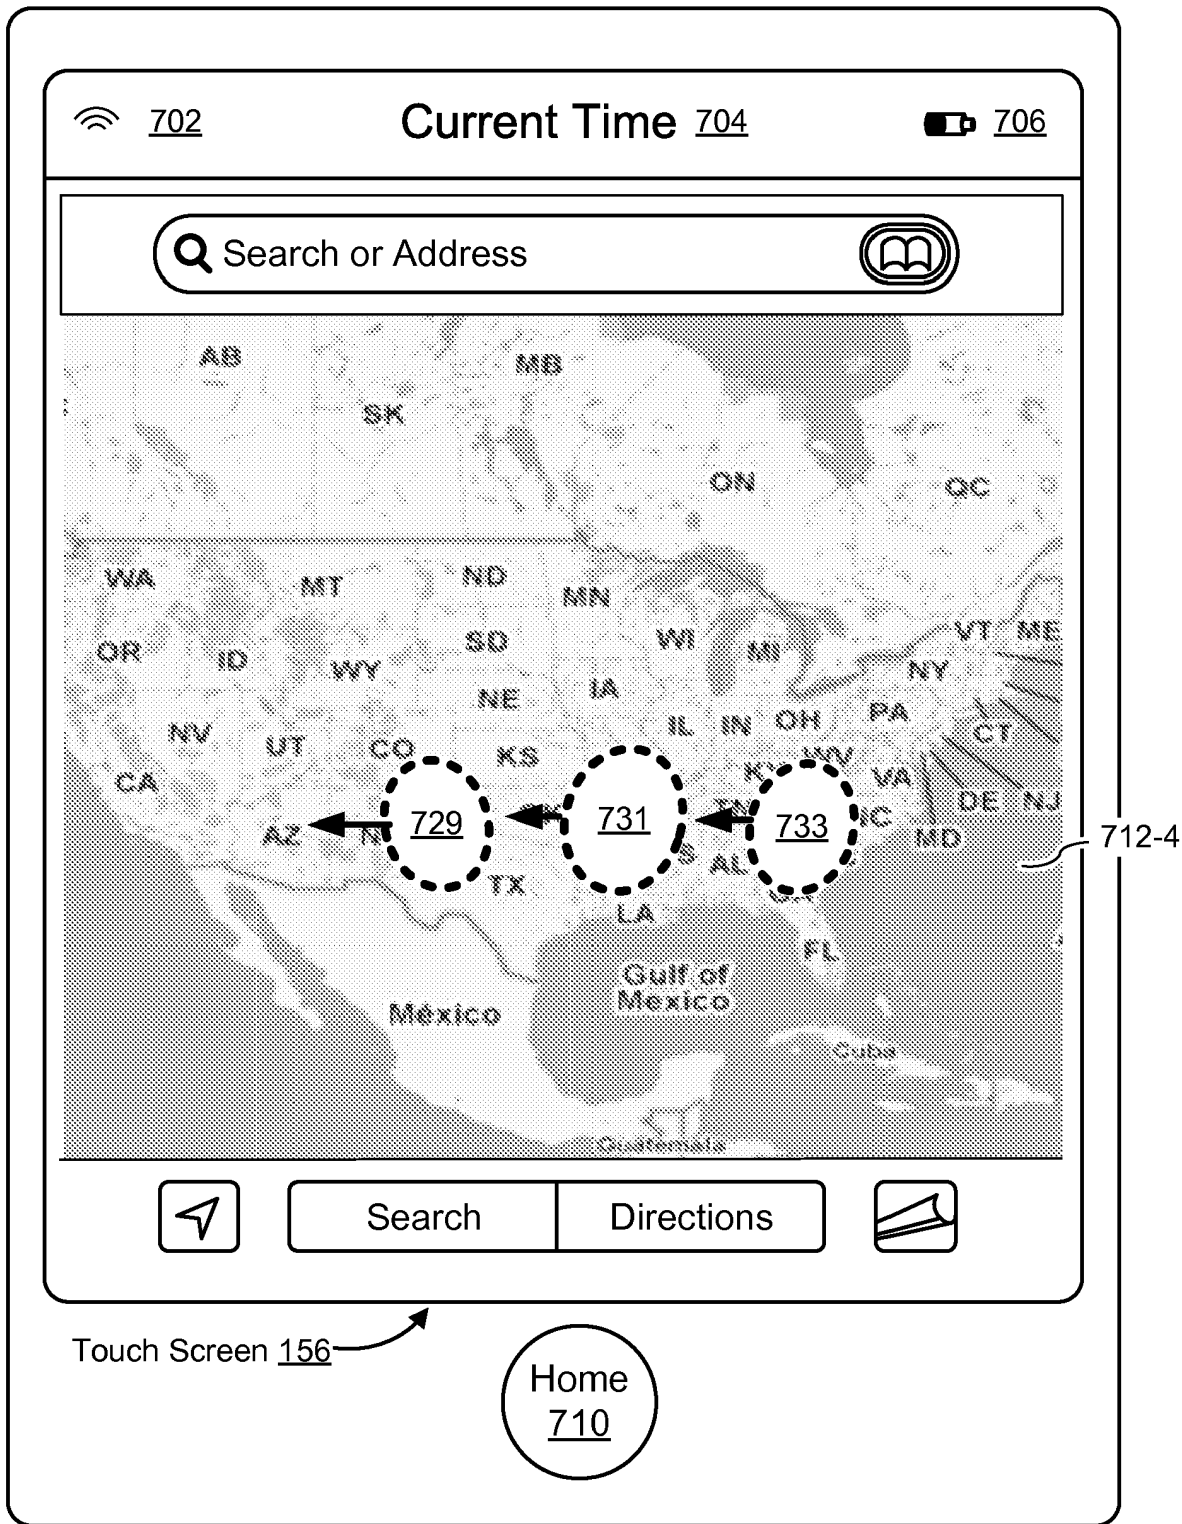 702 Current Time 704 706
Search or Address
AB MB
SK
ON QC
WA MT ND MN
OR ID WY SD WI MI NY VT ME
NE IA
NV UT CO KS IL IN OH PA CT
CA KY WV VA DE NJ
AZ 729 731 TN 733 MD 712-4
TX AL
LA FL
Gulf of
Mexico
México
Cuba
Guatemala
Search Directions
Touch Screen 156
Home
710